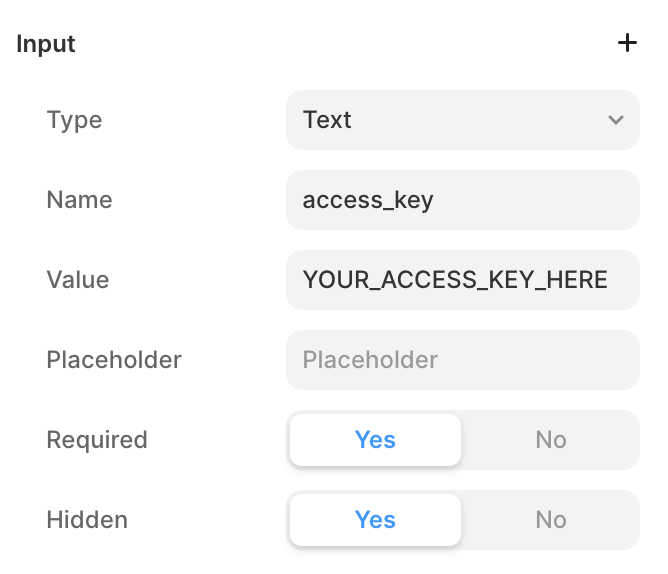 Input +
Type Text
Name access_key
Value YOUR_ACCESS_KEY_HERE
Placeholder Placeholder
Required Yes No
Hidden Yes No